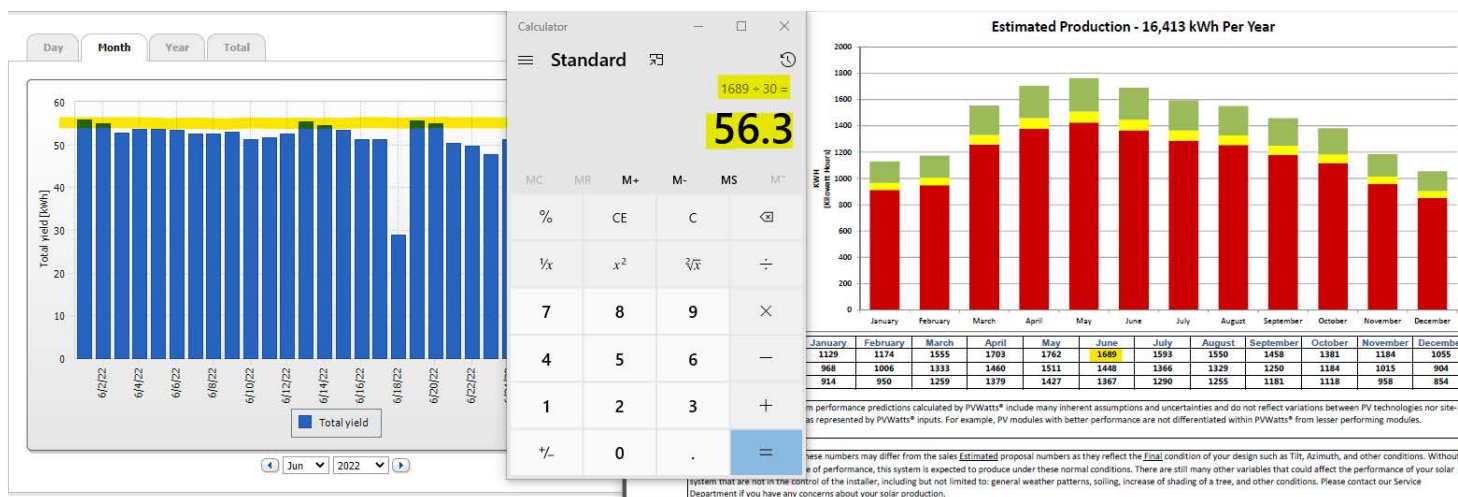 Day Month Year Total
60
50
40
30
20
10
0
Total yield [kWh]
6/2/22 6/4/22 6/6/22 6/8/22 6/10/22 6/12/22 6/14/22 6/16/22 6/18/22 6/20/22 6/22/22
Total yield
Jun 2022
Calculator
Standard
1689 ÷ 30 =
56.3
MC MR M+ M- MS M˅
% CE C
⅟x x² ²√x ÷
7 8 9 ×
4 5 6 −
1 2 3 +
+/− 0 . =
Estimated Production - 16,413 kWh Per Year
2000
1800
1600
1400
1200
1000
800
600
400
200
0
KWH
(Kilowatt Hours)
January February March April May June July August September October November December
January February March April May June July August September October November Decembe
1129 1174 1555 1703 1762 1689 1593 1550 1458 1381 1184 1055
968 1006 1333 1460 1511 1448 1366 1329 1250 1184 1015 904
914 950 1259 1379 1427 1367 1290 1255 1181 1118 958 854
m performance predictions calculated by PVWatts® include many inherent assumptions and uncertainties and do not reflect variations between PV technologies nor site-
as represented by PVWatts® inputs. For example, PV modules with better performance are not differentiated within PVWatts® from lesser performing modules.
ese numbers may differ from the sales Estimated proposal numbers as they reflect the Final condition of your design such as Tilt, Azimuth, and other conditions. Without
e of performance, this system is expected to produce under these normal conditions. There are still many other variables that could affect the performance of your solar
system that are not in the control of the installer, including but not limited to: general weather patterns, soiling, increase of shading of a tree, and other conditions. Please contact our Service
Department if you have any concerns about your solar production.